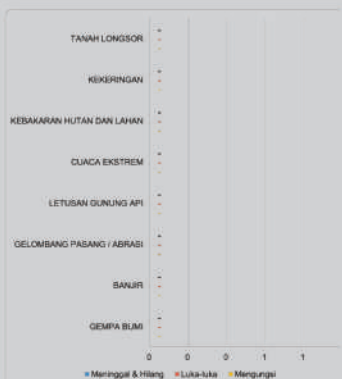 TANAH LONGSOR
KEKERINGAN
KEBAKARAN HUTAN DAN LAHAN
CUACA EKSTREM
LETUSAN GUNUNG API
GELOMBANG PASANG / ABRASI
BANJIR
GEMPA BUMI
0 0 0 1 1
Meninggal & Hilang Luka-luka Mengungsi